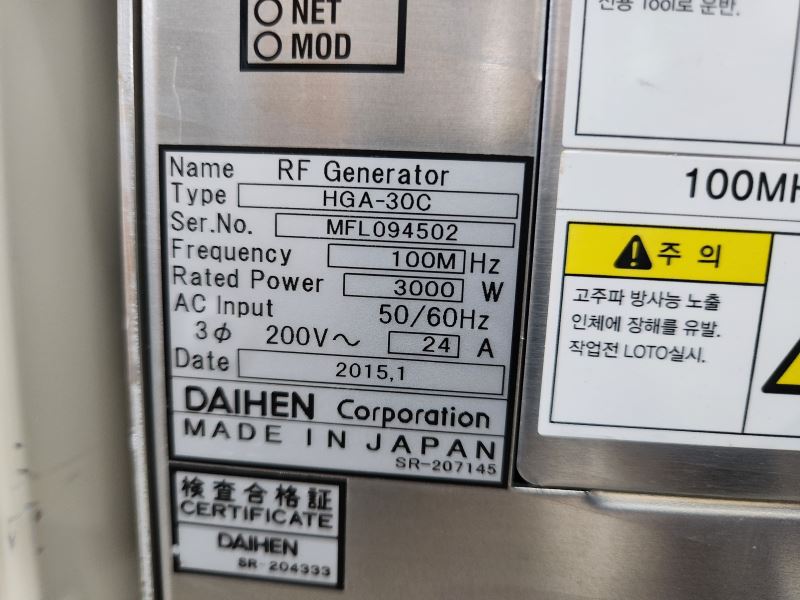 NET
MOD
전용 Tool로 운반.
Name RF Generator
Type HGA-30C
Ser.No. MFL094502
Frequency 100M Hz
Rated Power 3000 W
AC Input 50/60Hz
3φ 200V～ 24 A
Date 2015,1
DAIHEN Corporation
MADE IN JAPAN
SR-207145
検査合格証
CERTIFICATE
DAIHEN
SR-204333
100MH
주 의
고주파 방사능 노출
인체에 장해를 유발.
작업전 LOTO실시.